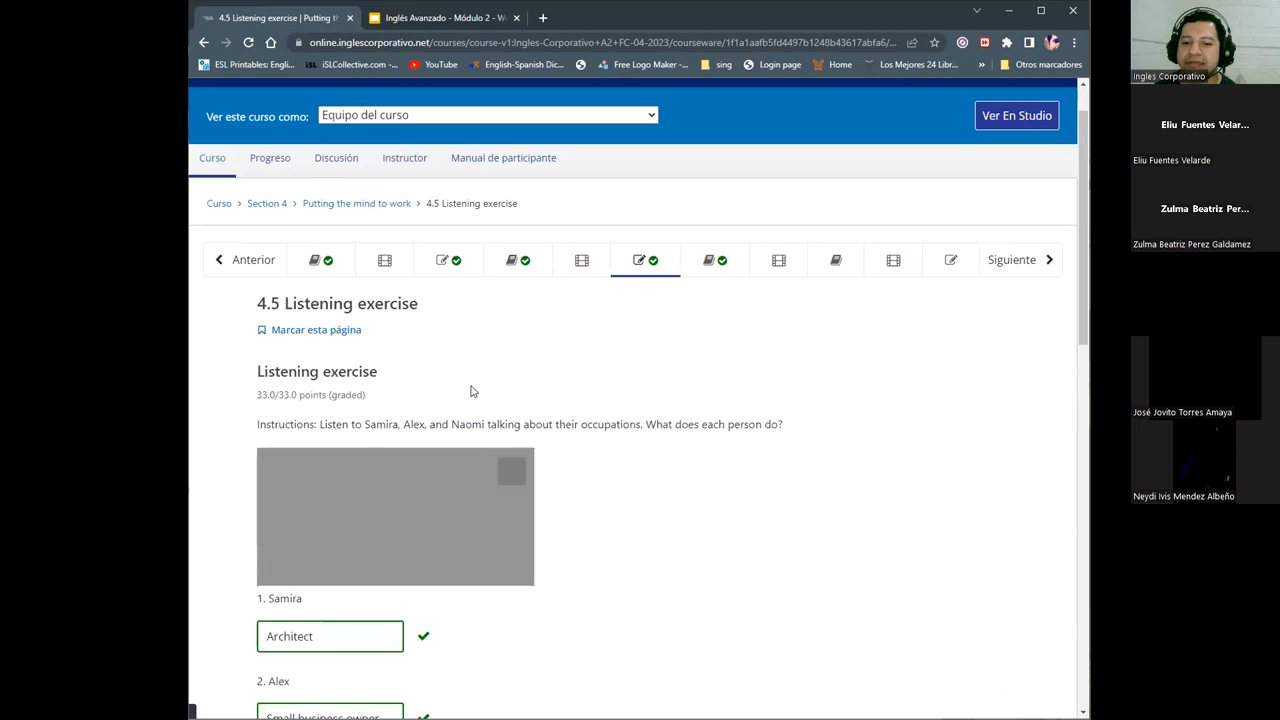 4.5 Listening exercise | Putting th
Inglés Avanzado - Módulo 2 - W
online.inglescorporativo.net/courses/course-v1:Ingles-Corporativo+A2+FC-04-2023/courseware/1f1a1aafb5fd4497b1248b43617abfa6/...
ESL Printables: Engli...
iSLCollective.com -...
YouTube
English-Spanish Dic...
Free Logo Maker -...
sing
Login page
Home
Los Mejores 24 Libr...
»
Otros marcadores
Ver este curso como:
Equipo del curso
Ver En Studio
Curso
Progreso
Discusión
Instructor
Manual de participante
Curso > Section 4 > Putting the mind to work > 4.5 Listening exercise
Anterior
Siguiente
4.5 Listening exercise
Marcar esta página
Listening exercise
33.0/33.0 points (graded)
Instructions: Listen to Samira, Alex, and Naomi talking about their occupations. What does each person do?
1. Samira
Architect
2. Alex
Small business owner
Ingles Corporativo
Eliu Fuentes Velar...
Eliu Fuentes Velarde
Zulma Beatriz Per...
Zulma Beatriz Perez Galdamez
José Jovito Torres Amaya
Neydi Ivis Mendez Albeño